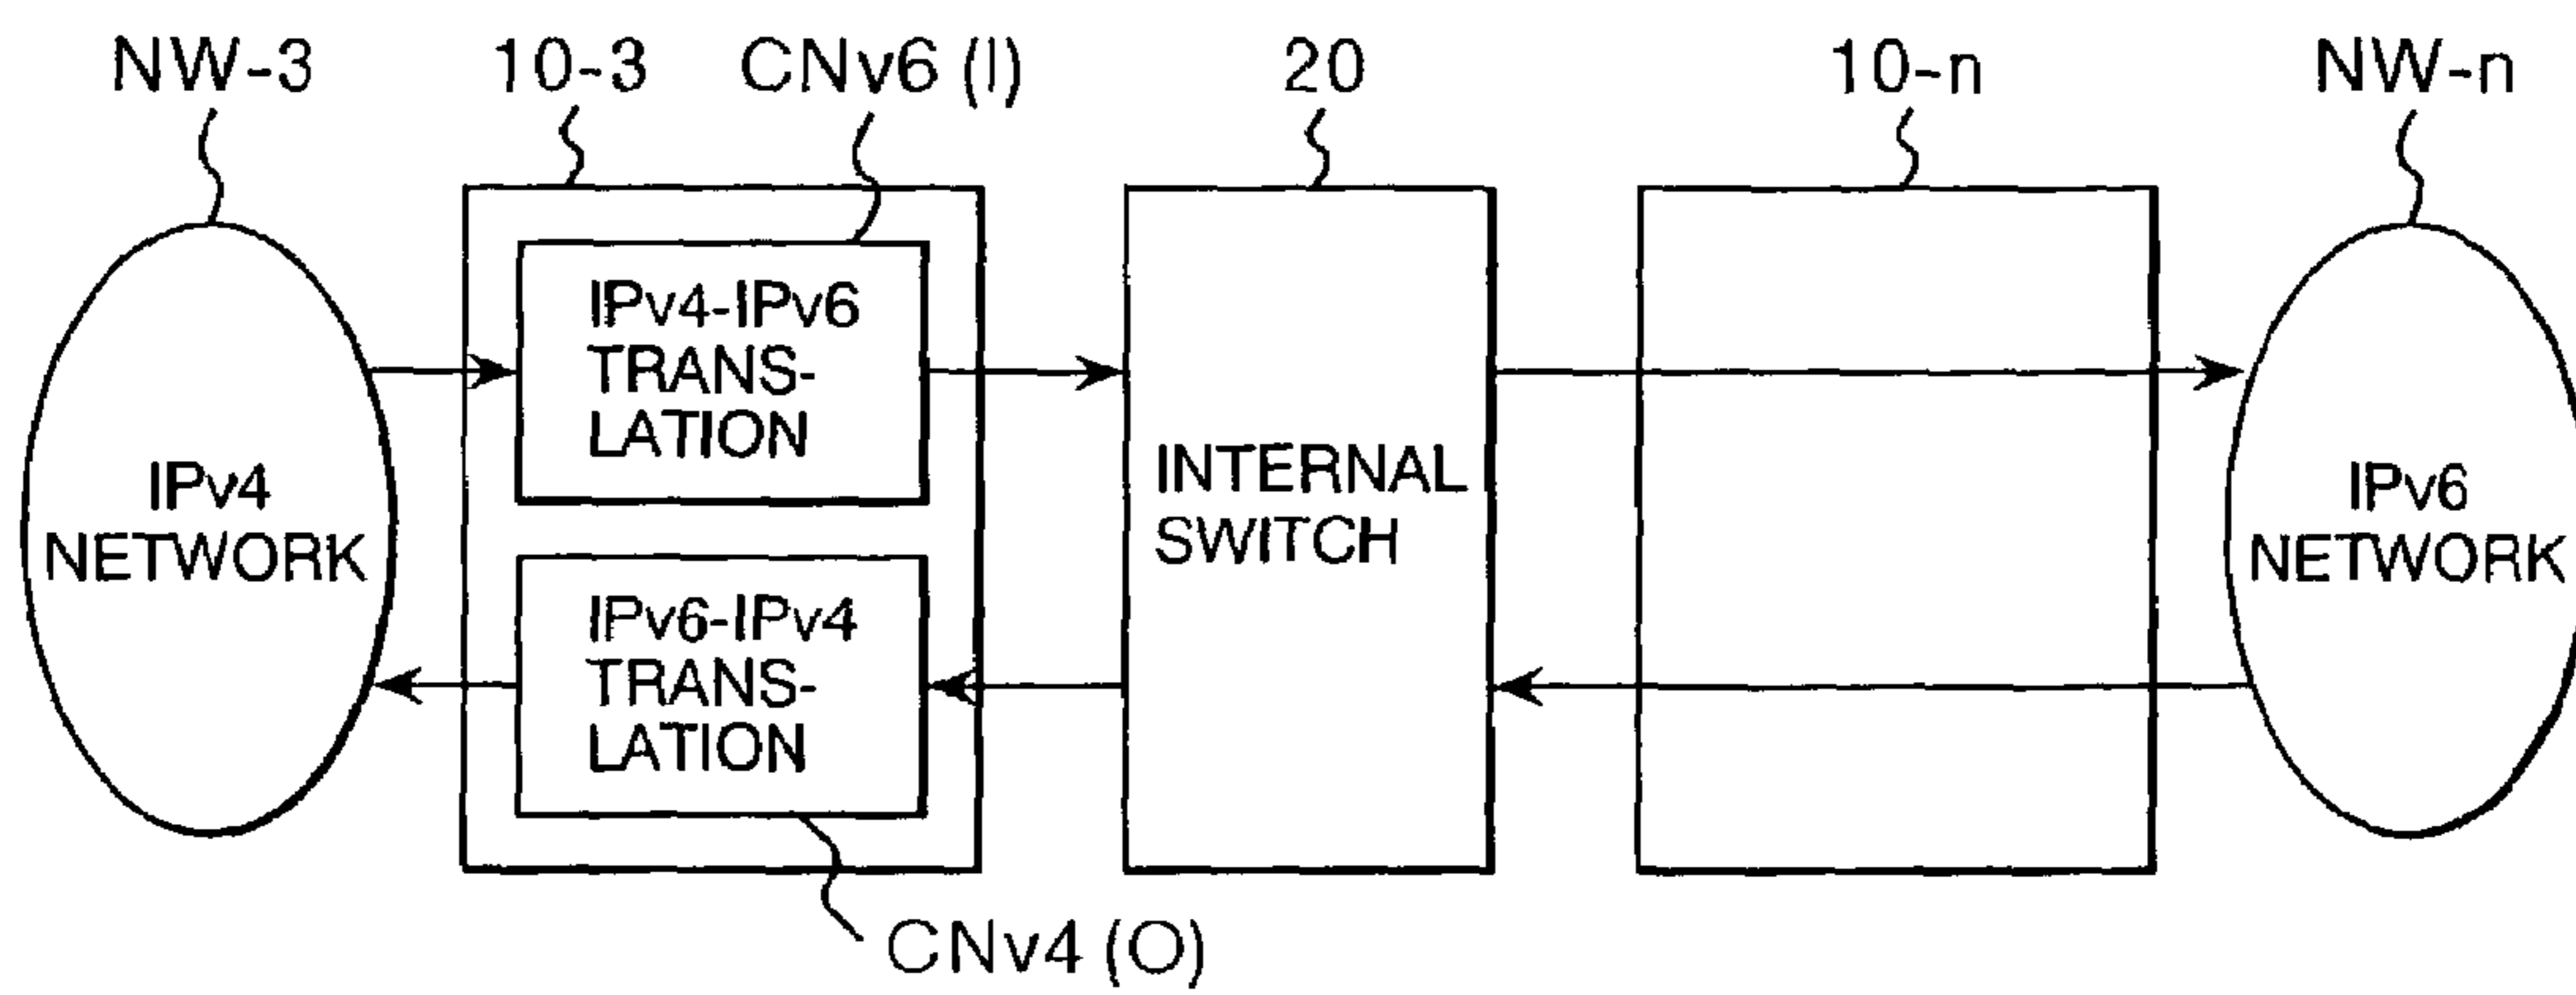 NW-3
10-3
CNv6 (I)
20
10-n
NW-n
IPv4
NETWORK
IPv4-IPv6
TRANS-
LATION
IPv6-IPv4
TRANS-
LATION
INTERNAL
SWITCH
IPv6
NETWORK
CNv4 (O)